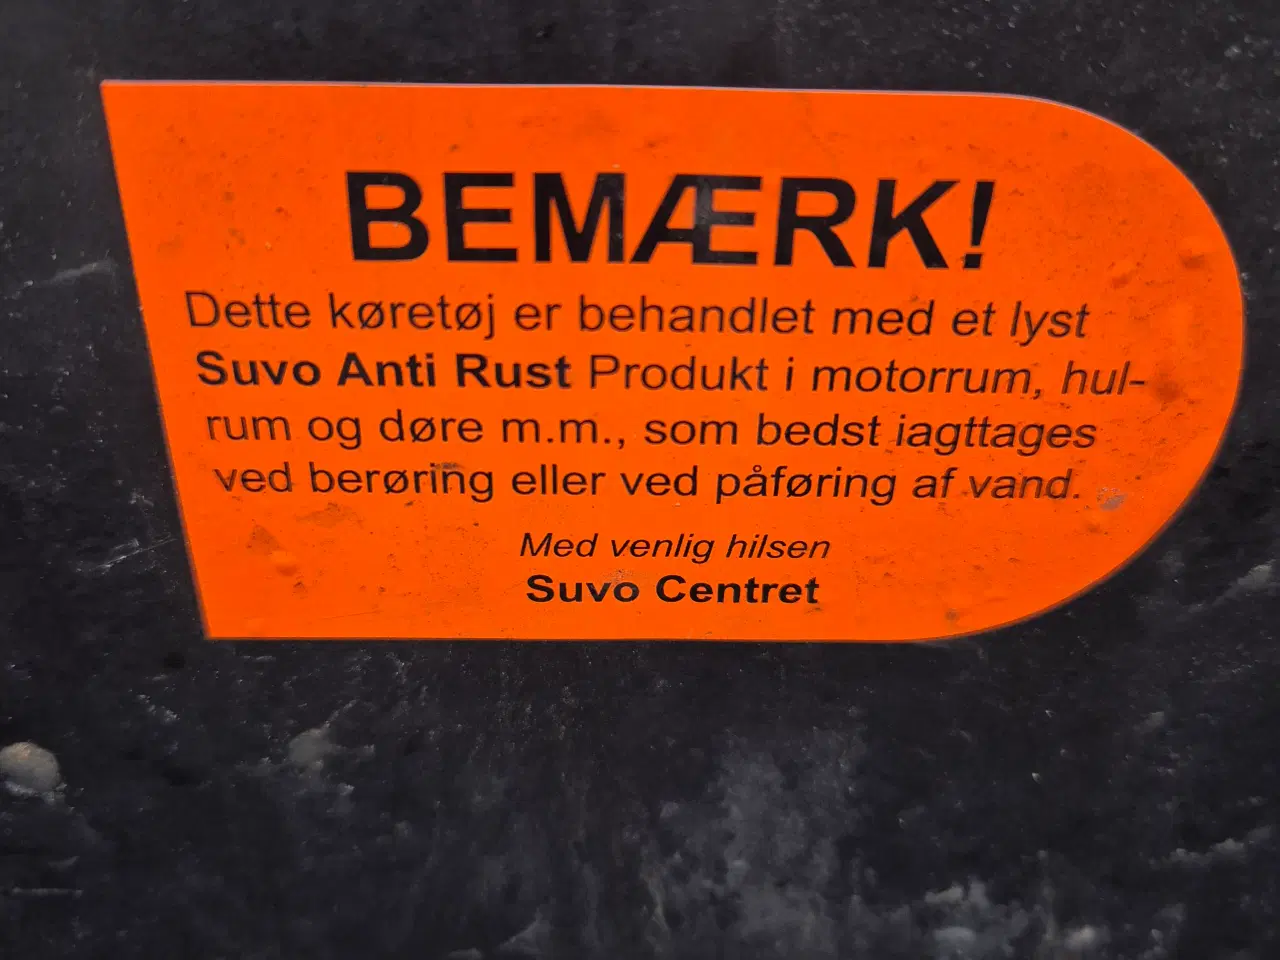 BEMÆRK!
Dette køretøj er behandlet med et lyst
Suvo Anti Rust Produkt i motorrum, hul-
rum og døre m.m., som bedst iagttages
ved berøring eller ved påføring af vand.
Med venlig hilsen
Suvo Centret